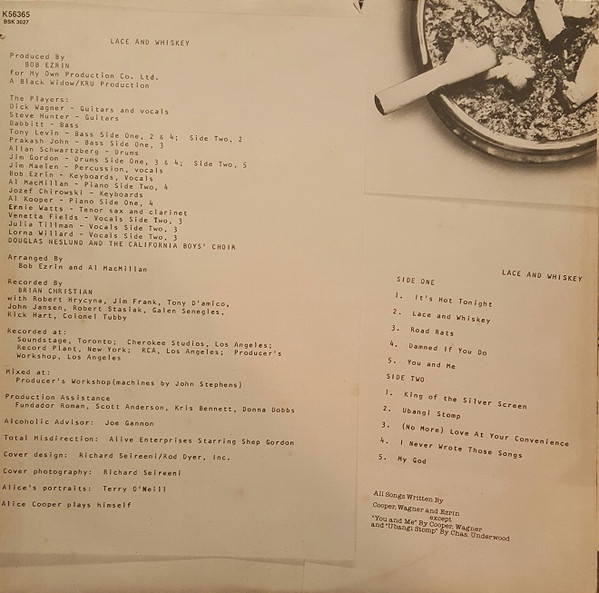 K56365
BSK 3027
LACE AND WHISKEY
Produced By
BOB EZRIN
for My Own Production Co. Ltd.
A Black Widow/KRU Production
The Players:
Dick Wagner - Guitars and vocals
Steve Hunter - Guitars
Babbitt - Bass
Tony Levin - Bass Side One, 2 & 4; Side Two, 2
Prakash John - Bass Side One, 3
Allan Schwartzberg - Drums
Jim Gordon - Drums Side One, 3 & 4; Side Two, 5
Jim Maelen - Percussion, vocals
Bob Ezrin - Keyboards, Vocals
Al MacMillan - Piano Side Two, 4
Jozef Chirowski - Keyboards
Al Kooper - Piano Side One, 4
Ernie Watts - Tenor sax and clarinet
Venetta Fields - Vocals Side Two, 3
Julia Tillman - Vocals Side Two, 3
Lorna Willard - Vocals Side Two, 3
DOUGLAS NESLUND AND THE CALIFORNIA BOYS' CHOIR
Arranged By
Bob Ezrin and Al MacMillan
Recorded By
BRIAN CHRISTIAN
with Robert Hrycyna, Jim Frank, Tony D'amico,
John Jansen, Robert Stasiak, Galen Senegles,
Rick Hart, Colonel Tubby
Recorded at:
Soundstage, Toronto; Cherokee Studios, Los Angeles;
Record Plant, New York; RCA, Los Angeles; Producer's
Workshop, Los Angeles
Mixed at:
Producer's Workshop(machines by John Stephens)
Production Assistance
Fundador Roman, Scott Anderson, Kris Bennett, Donna Dobbs
Alcoholic Advisor: Joe Gannon
Total Misdirection: Alive Enterprises Starring Shep Gordon
Cover design: Richard Seireeni/Rod Dyer, Inc.
Cover photography: Richard Seireeni
Alice's portraits: Terry O'Neill
Alice Cooper plays himself
LACE AND WHISKEY
SIDE ONE
1. It's Hot Tonight
2. Lace and Whiskey
3. Road Rats
4. Damned If You Do
5. You and Me
SIDE TWO
1. King of the Silver Screen
2. Ubangi Stomp
3. (No More) Love At Your Convenience
4. I Never Wrote Those Songs
5. My God
All Songs Written By
Cooper, Wagner and Ezrin
except
"You and Me" By Cooper, Wagner
and "Ubangi Stomp" By Chas. Underwood